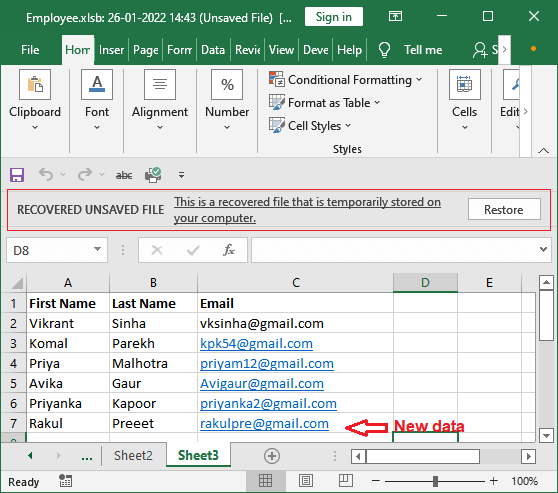 Employee.xlsb: 26-01-2022 14:43 (Unsaved File) [... Sign in
File Hom Inser Page Form Data Revi View Deve Help Tell me S
Clipboard Font Alignment % Number Conditional Formatting Format as Table Cell Styles Styles Cells Edit
abc
RECOVERED UNSAVED FILE This is a recovered file that is temporarily stored on
your computer. Restore
D8 fx
A B C D E
1 First Name Last Name Email
2 Vikrant Sinha vksinha@gmail.com
3 Komal Parekh kpk54@gmail.com
4 Priya Malhotra priyam12@gmail.com
5 Avika Gaur Avigaur@gmail.com
6 Priyanka Kapoor priyanka2@gmail.com
7 Rakul Preeet rakulpre@gmail.com New data
... Sheet2 Sheet3
Ready 100%